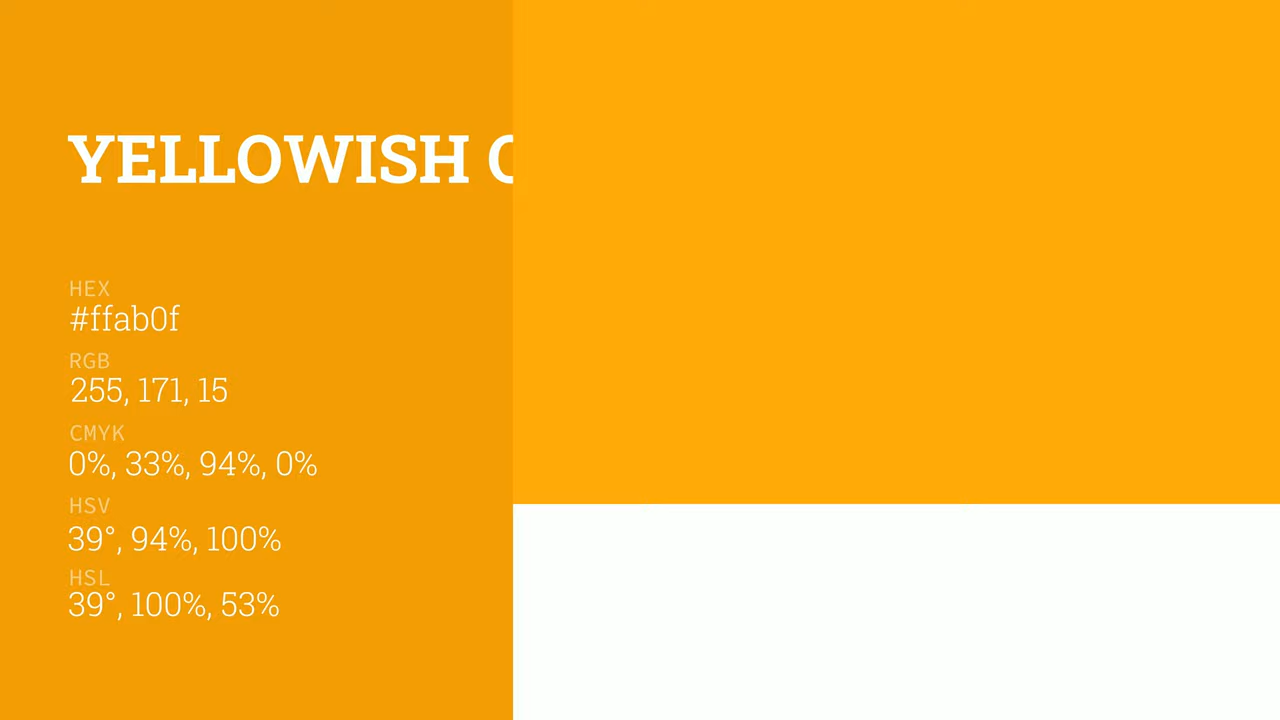 YELLOWISH
HEX
#ffab0f
RGB
255, 171, 15
CMYK
0%, 33%, 94%, 0%
HSV
39°, 94%, 100%
HSL
39°, 100%, 53%